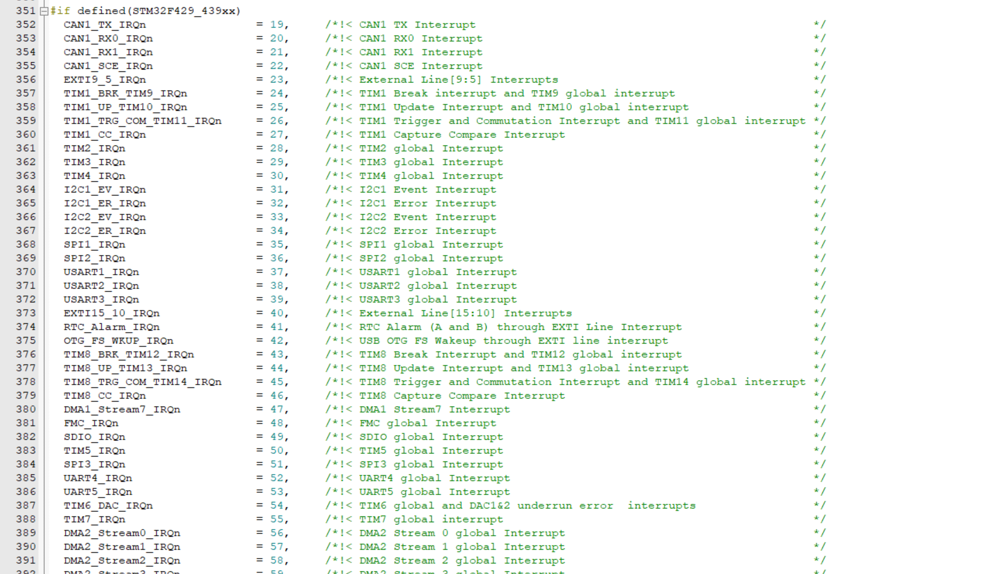 351 #if defined(STM32F429_439xx)
352 CAN1_TX_IRQn = 19, /*!< CAN1 TX Interrupt */
353 CAN1_RX0_IRQn = 20, /*!< CAN1 RX0 Interrupt */
354 CAN1_RX1_IRQn = 21, /*!< CAN1 RX1 Interrupt */
355 CAN1_SCE_IRQn = 22, /*!< CAN1 SCE Interrupt */
356 EXTI9_5_IRQn = 23, /*!< External Line[9:5] Interrupts */
357 TIM1_BRK_TIM9_IRQn = 24, /*!< TIM1 Break interrupt and TIM9 global interrupt */
358 TIM1_UP_TIM10_IRQn = 25, /*!< TIM1 Update Interrupt and TIM10 global interrupt */
359 TIM1_TRG_COM_TIM11_IRQn = 26, /*!< TIM1 Trigger and Commutation Interrupt and TIM11 global interrupt */
360 TIM1_CC_IRQn = 27, /*!< TIM1 Capture Compare Interrupt */
361 TIM2_IRQn = 28, /*!< TIM2 global Interrupt */
362 TIM3_IRQn = 29, /*!< TIM3 global Interrupt */
363 TIM4_IRQn = 30, /*!< TIM4 global Interrupt */
364 I2C1_EV_IRQn = 31, /*!< I2C1 Event Interrupt */
365 I2C1_ER_IRQn = 32, /*!< I2C1 Error Interrupt */
366 I2C2_EV_IRQn = 33, /*!< I2C2 Event Interrupt */
367 I2C2_ER_IRQn = 34, /*!< I2C2 Error Interrupt */
368 SPI1_IRQn = 35, /*!< SPI1 global Interrupt */
369 SPI2_IRQn = 36, /*!< SPI2 global Interrupt */
370 USART1_IRQn = 37, /*!< USART1 global Interrupt */
371 USART2_IRQn = 38, /*!< USART2 global Interrupt */
372 USART3_IRQn = 39, /*!< USART3 global Interrupt */
373 EXTI15_10_IRQn = 40, /*!< External Line[15:10] Interrupts */
374 RTC_Alarm_IRQn = 41, /*!< RTC Alarm (A and B) through EXTI Line Interrupt */
375 OTG_FS_WKUP_IRQn = 42, /*!< USB OTG FS Wakeup through EXTI line interrupt */
376 TIM8_BRK_TIM12_IRQn = 43, /*!< TIM8 Break Interrupt and TIM12 global interrupt */
377 TIM8_UP_TIM13_IRQn = 44, /*!< TIM8 Update Interrupt and TIM13 global interrupt */
378 TIM8_TRG_COM_TIM14_IRQn = 45, /*!< TIM8 Trigger and Commutation Interrupt and TIM14 global interrupt */
379 TIM8_CC_IRQn = 46, /*!< TIM8 Capture Compare Interrupt */
380 DMA1_Stream7_IRQn = 47, /*!< DMA1 Stream7 Interrupt */
381 FMC_IRQn = 48, /*!< FMC global Interrupt */
382 SDIO_IRQn = 49, /*!< SDIO global Interrupt */
383 TIM5_IRQn = 50, /*!< TIM5 global Interrupt */
384 SPI3_IRQn = 51, /*!< SPI3 global Interrupt */
385 UART4_IRQn = 52, /*!< UART4 global Interrupt */
386 UART5_IRQn = 53, /*!< UART5 global Interrupt */
387 TIM6_DAC_IRQn = 54, /*!< TIM6 global and DAC1&2 underrun error  interrupts */
388 TIM7_IRQn = 55, /*!< TIM7 global interrupt */
389 DMA2_Stream0_IRQn = 56, /*!< DMA2 Stream 0 global Interrupt */
390 DMA2_Stream1_IRQn = 57, /*!< DMA2 Stream 1 global Interrupt */
391 DMA2_Stream2_IRQn = 58, /*!< DMA2 Stream 2 global Interrupt */
392 DMA2_Stream3_IRQn = 59, /*!< DMA2 Stream 3 global Interrupt */